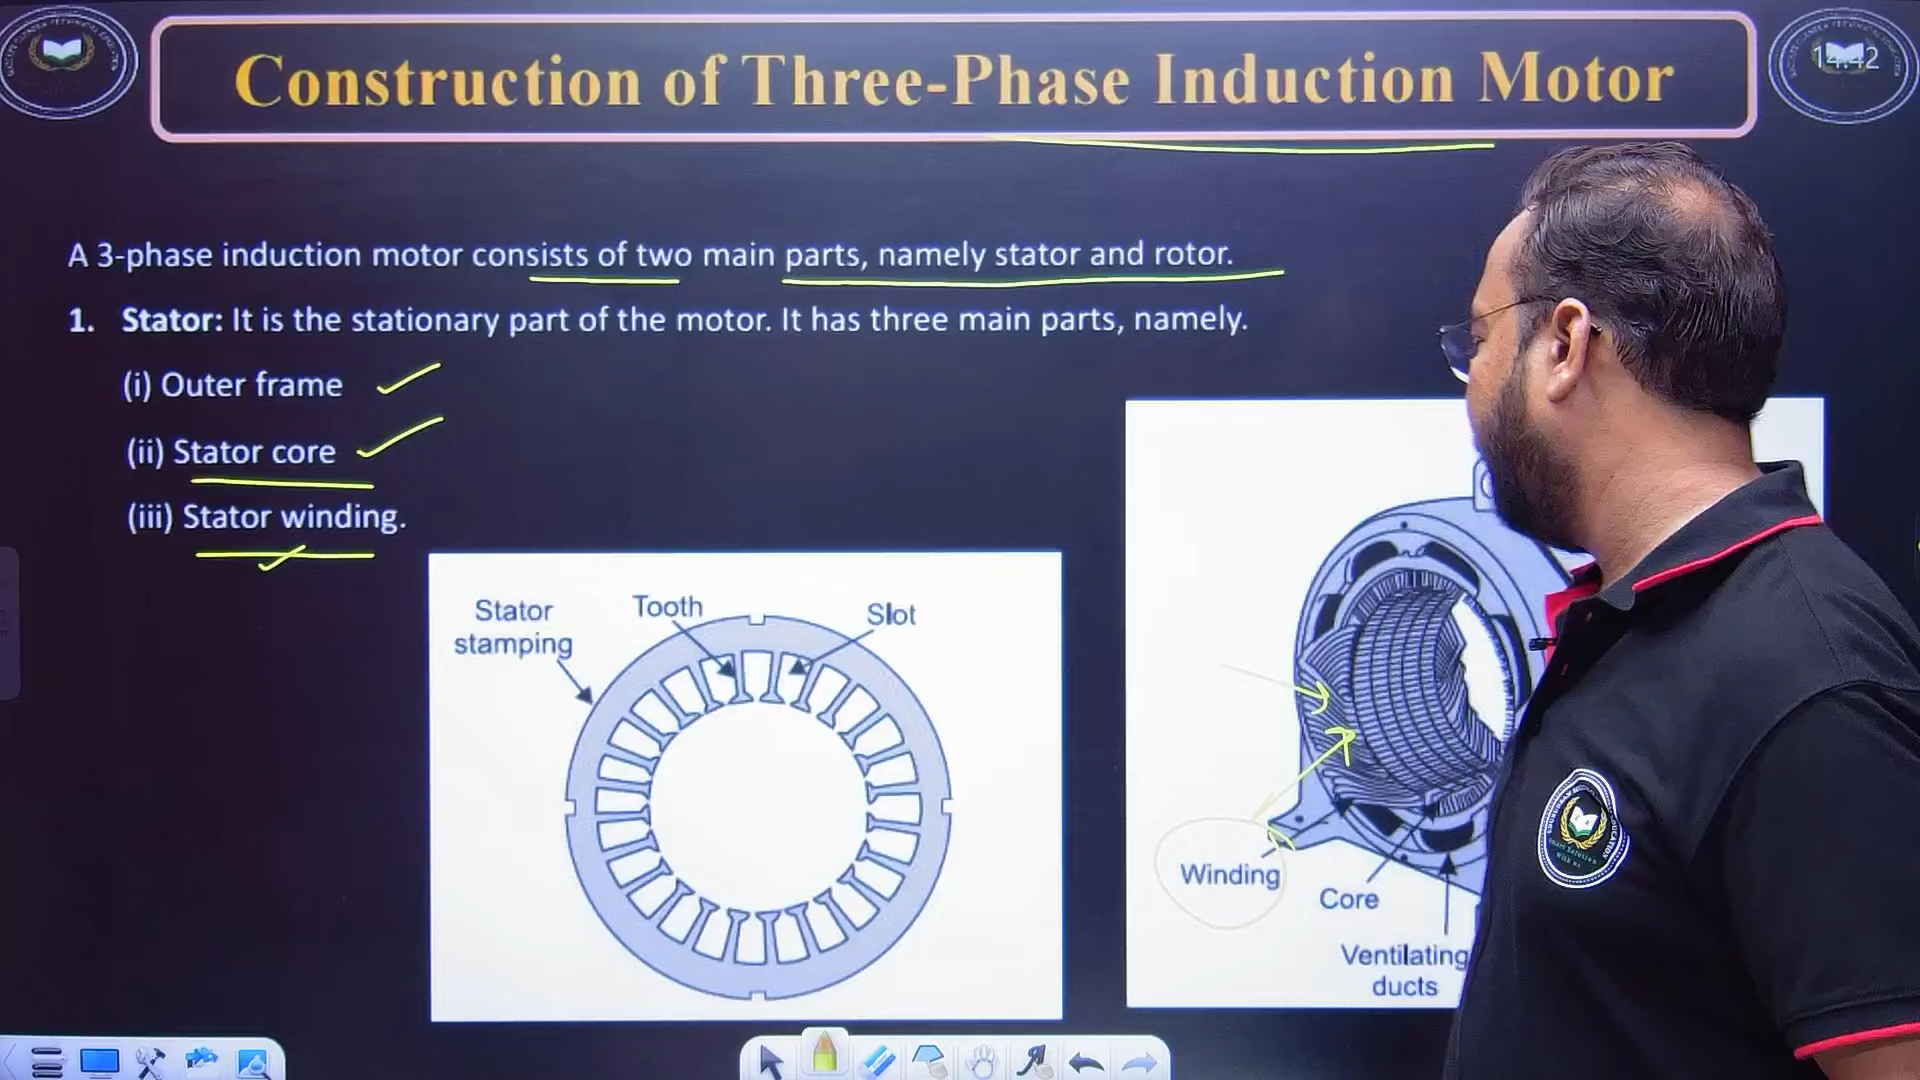 Construction of Three-Phase Induction Motor
14:42
A 3-phase induction motor consists of two main parts, namely stator and rotor.
1. Stator: It is the stationary part of the motor. It has three main parts, namely.
(i) Outer frame
(ii) Stator core
(iii) Stator winding.
Stator
stamping
Tooth
Slot
Winding
Core
Ventilating
ducts